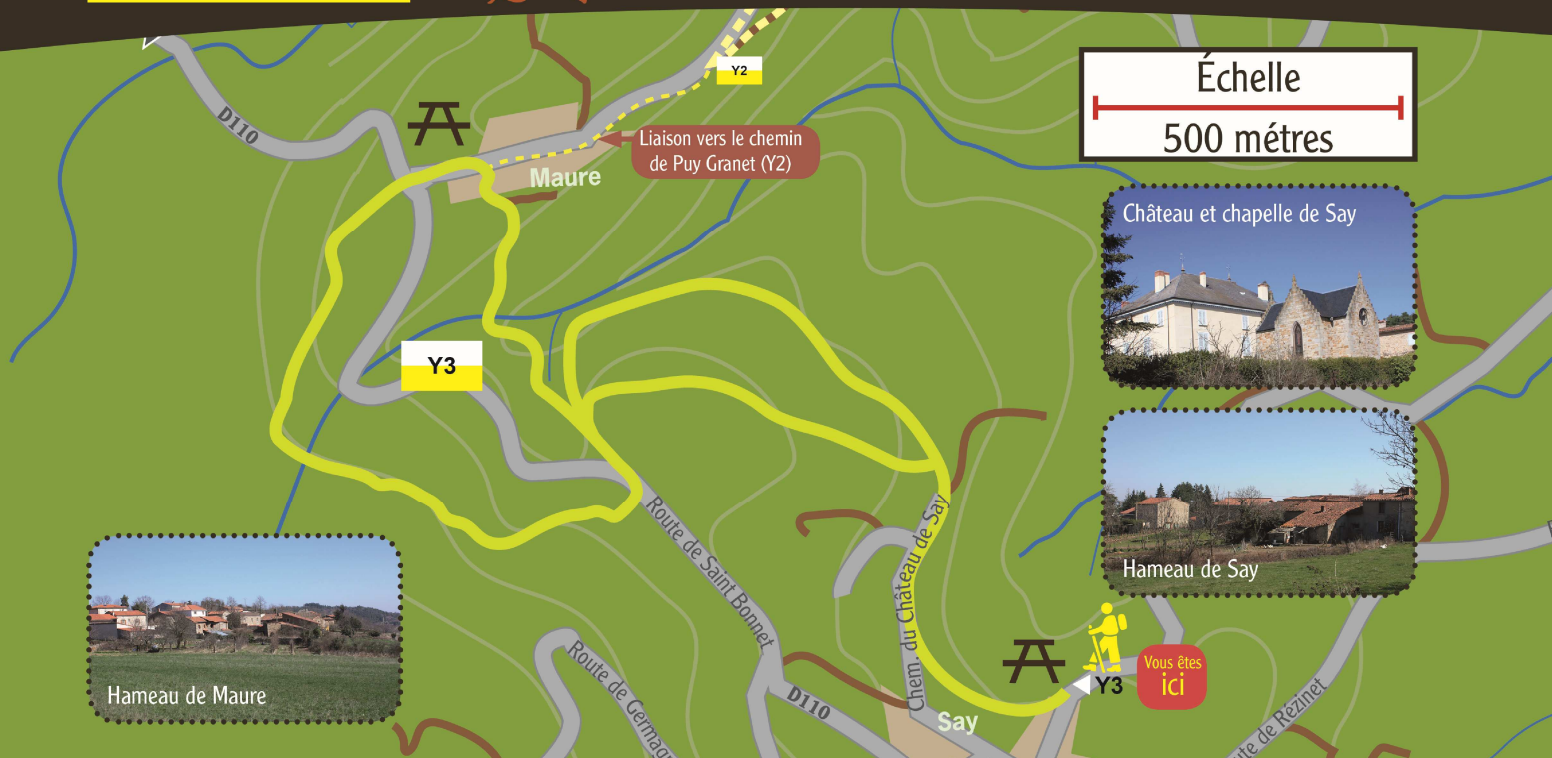 D110
Y2
Échelle
500 métres
Liaison vers le chemin
de Puy Granet (Y2)
Maure
Château et chapelle de Say
Y3
Route de Saint Bonnet
Chem. du Château de Say
Hameau de Say
Hameau de Maure
Route de Germag
D110
Say
Y3
Vous êtes
ici
te de Rézinet